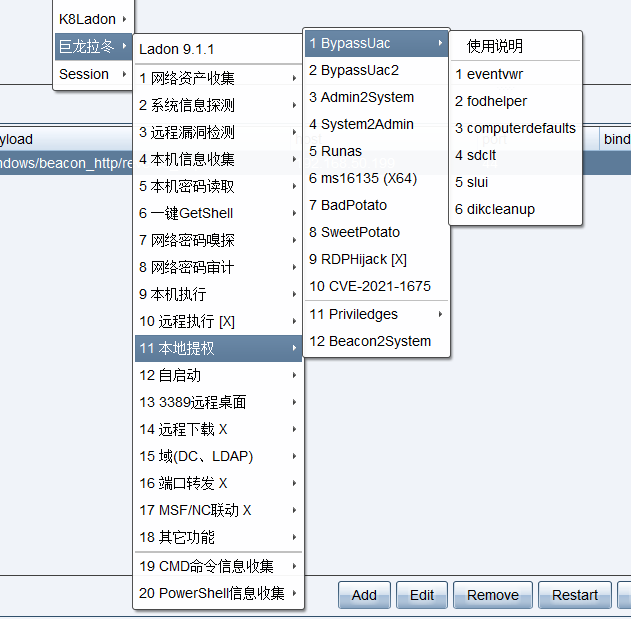 K8Ladon
巨龙拉冬
Session
Ladon 9.1.1
1 网络资产收集
2 系统信息探测
3 远程漏洞检测
4 本机信息收集
5 本机密码读取
6 一键GetShell
7 网络密码嗅探
8 网络密码审计
9 本机执行
10 远程执行 [X]
11 本地提权
12 自启动
13 3389远程桌面
14 远程下载 X
15 域(DC、LDAP)
16 端口转发 X
17 MSF/NC联动 X
18 其它功能
19 CMD命令信息收集
20 PowerShell信息收集
1 BypassUac
2 BypassUac2
3 Admin2System
4 System2Admin
5 Runas
6 ms16135 (X64)
7 BadPotato
8 SweetPotato
9 RDPHijack [X]
10 CVE-2021-1675
11 Priviledges
12 Beacon2System
使用说明
1 eventvwr
2 fodhelper
3 computerdefaults
4 sdclt
5 slui
6 dikcleanup
yload
bind
ndows/beacon_http/re
Add
Edit
Remove
Restart